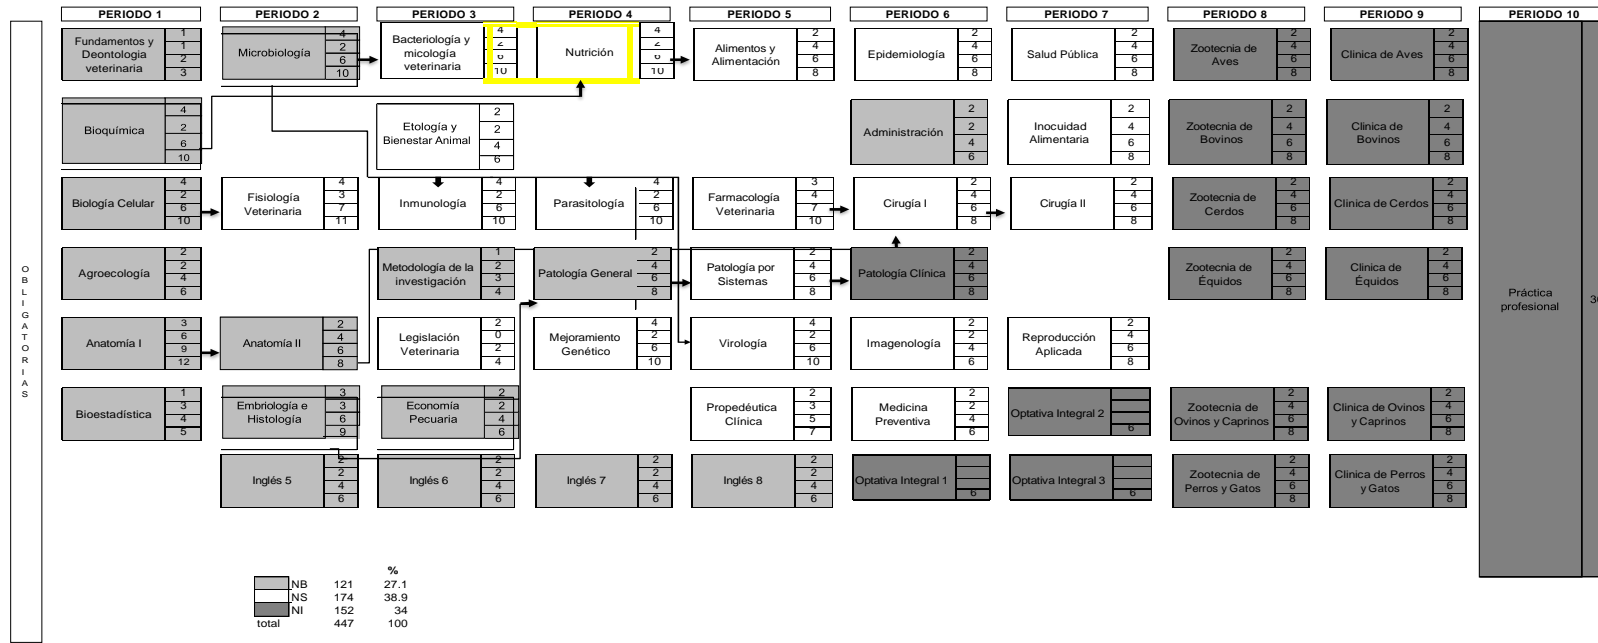 PERIODO 1 PERIODO 2 PERIODO 3 PERIODO 4 PERIODO 5 PERIODO 6 PERIODO 7 PERIODO 8 PERIODO 9 PERIODO 10
OBLIGATORIAS
Fundamentos y
Deontologia
veterinaria
1
1
2
3
Microbiología
4
2
6
10
Bacteriología y
micología
veterinaria
4
2
6
10
Nutrición
4
2
6
10
Alimentos y
Alimentación
2
4
6
8
Epidemiología
2
4
6
8
Salud Pública
2
4
6
8
Zootecnia de
Aves
2
4
6
8
Clinica de Aves
2
4
6
8
Bioquímica
4
2
6
10
Etología y
Bienestar Animal
2
2
4
6
Administración
2
2
4
6
Inocuidad
Alimentaria
2
4
6
8
Zootecnia de
Bovinos
2
4
6
8
Clinica de
Bovinos
2
4
6
8
Biología Celular
4
2
6
10
Fisiología
Veterinaria
4
3
7
11
Inmunología
4
2
6
10
Parasitología
4
2
6
10
Farmacología
Veterinaria
3
4
7
10
Cirugía I
2
4
6
8
Cirugía II
2
4
6
8
Zootecnia de
Cerdos
2
4
6
8
Clinica de Cerdos
2
4
6
8
Agroecología
2
2
4
6
Metodología de la
investigación
1
2
3
4
Patología General
2
4
6
8
Patología por
Sistemas
2
4
6
8
Patología Clínica
2
4
6
8
Zootecnia de
Équidos
2
4
6
8
Clinica de
Équidos
2
4
6
8
Práctica
profesional
Anatomía I
3
6
9
12
Anatomía II
2
4
6
8
Legislación
Veterinaria
2
0
2
4
Mejoramiento
Genético
4
2
6
10
Virología
4
2
6
10
Imagenología
2
2
4
6
Reproducción
Aplicada
2
4
6
8
Bioestadística
1
3
4
5
Embriología e
Histología
3
3
6
9
Economía
Pecuaria
2
2
4
6
Propedéutica
Clínica
2
3
5
7
Medicina
Preventiva
2
2
4
6
Optativa Integral 2
6
Zootecnia de
Ovinos y Caprinos
2
4
6
8
Clinica de Ovinos
y Caprinos
2
4
6
8
Inglés 5
2
2
4
6
Inglés 6
2
2
4
6
Inglés 7
2
2
4
6
Inglés 8
2
2
4
6
Optativa Integral 1
6
Optativa Integral 3
6
Zootecnia de
Perros y Gatos
2
4
6
8
Clinica de Perros
y Gatos
2
4
6
8
%
NB 121 27.1
NS 174 38.9
NI 152 34
total 447 100